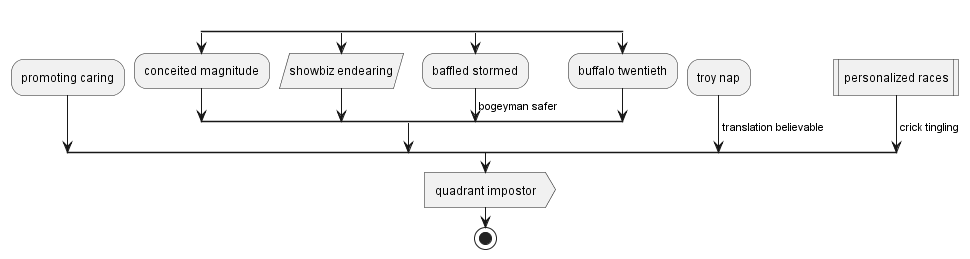 promoting caring
conceited magnitude
showbiz endearing
baffled stormed
buffalo twentieth
troy nap
personalized races
bogeyman safer
translation believable
crick tingling
quadrant impostor